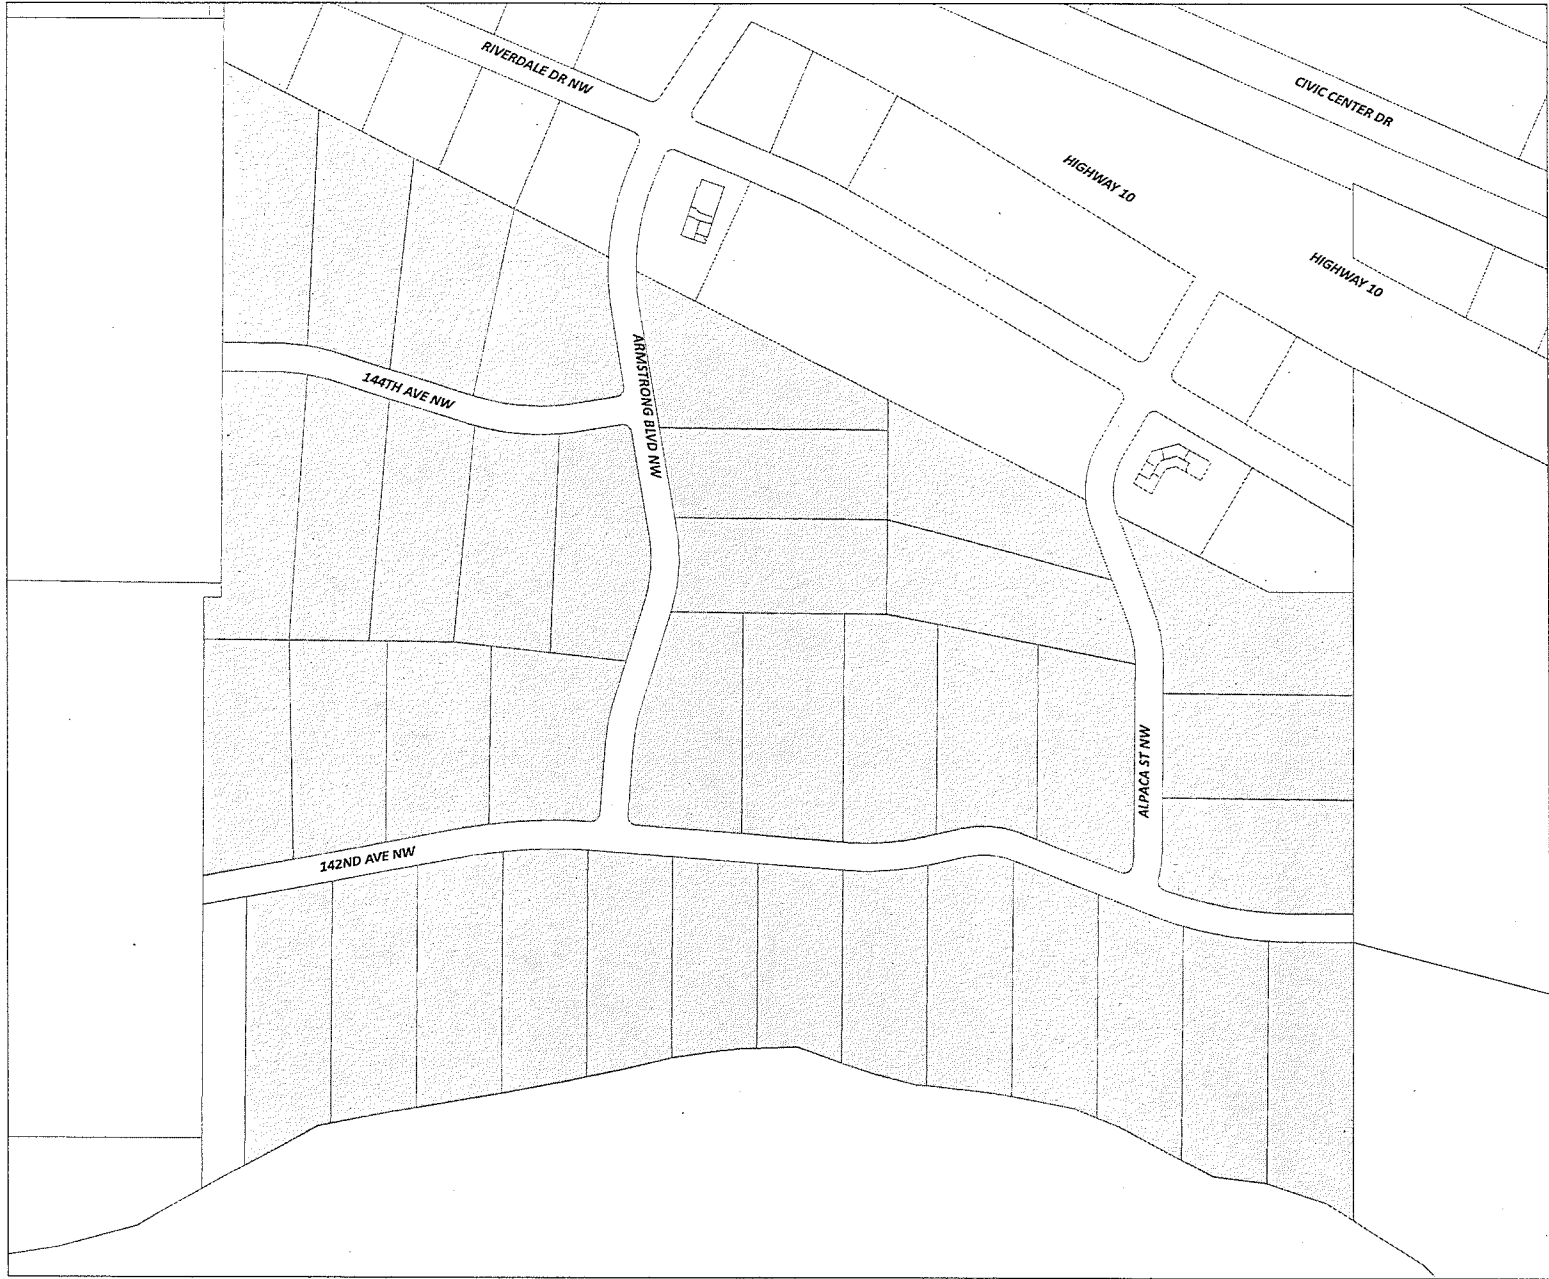 RIVERDALE DR NW
CIVIC CENTER DR
HIGHWAY 10
HIGHWAY 10
144TH AVE NW
ARMSTRONG BLVD NW
ALPACA ST NW
142ND AVE NW